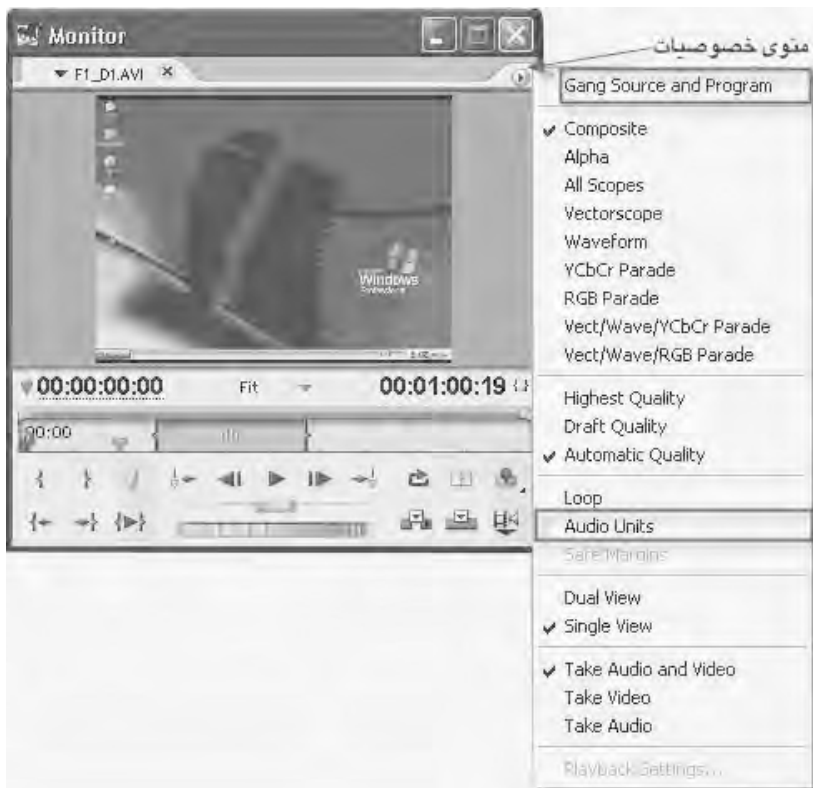 Monitor
منوی خصوصیات
F1_D1.AVI
Gang Source and Program
Composite
Alpha
All Scopes
Vectorscope
Waveform
YCbCr Parade
RGB Parade
Vect/Wave/YCbCr Parade
Vect/Wave/RGB Parade
Windows
00:00:00:00 Fit 00:01:00:19
00:00
Highest Quality
Draft Quality
Automatic Quality
Loop
Audio Units
Safe Margins
Dual View
Single View
Take Audio and Video
Take Video
Take Audio
Playback Settings...